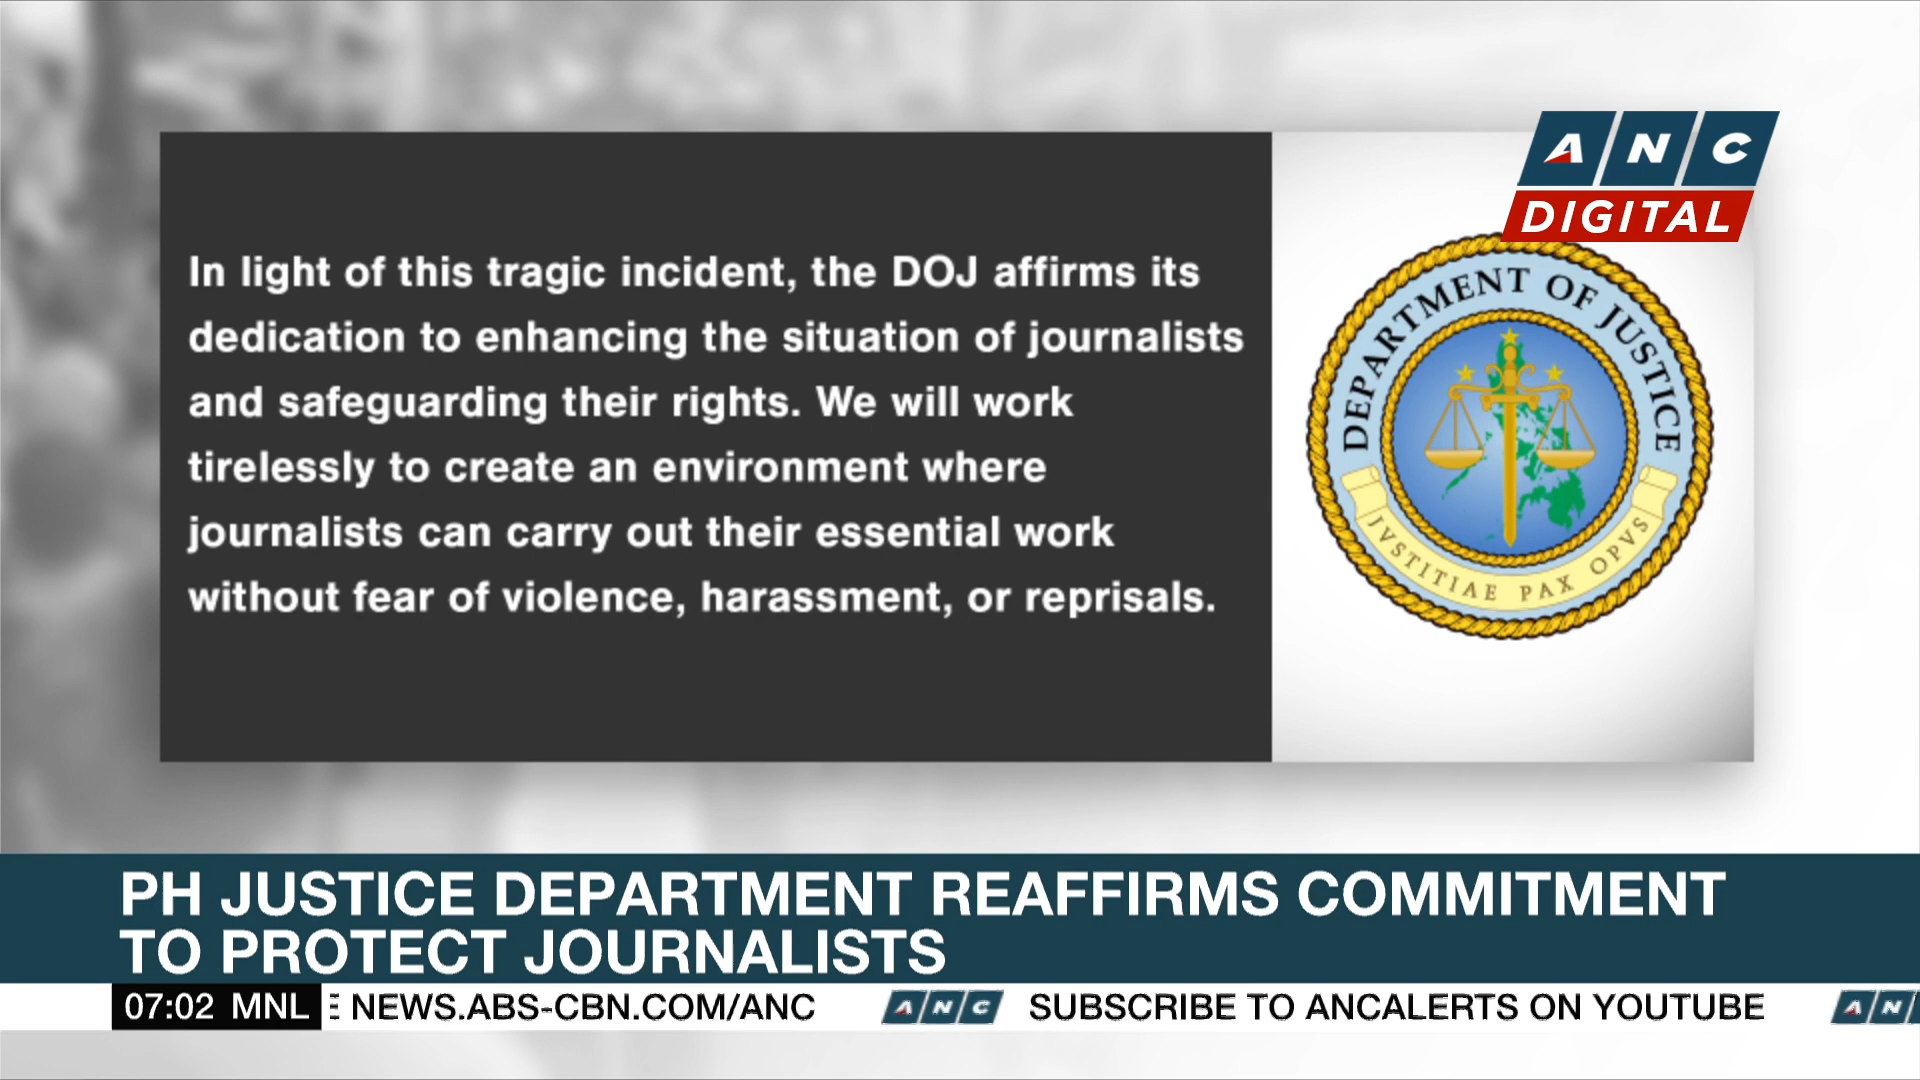 ANC
DIGITAL
In light of this tragic incident, the DOJ affirms its
dedication to enhancing the situation of journalists
and safeguarding their rights. We will work
tirelessly to create an environment where
journalists can carry out their essential work
without fear of violence, harassment, or reprisals.
DEPARTMENT OF JUSTICE
JVSTITIAE PAX OPVS
PH JUSTICE DEPARTMENT REAFFIRMS COMMITMENT
TO PROTECT JOURNALISTS
07:02 MNL NEWS.ABS-CBN.COM/ANC ANC SUBSCRIBE TO ANCALERTS ON YOUTUBE AN